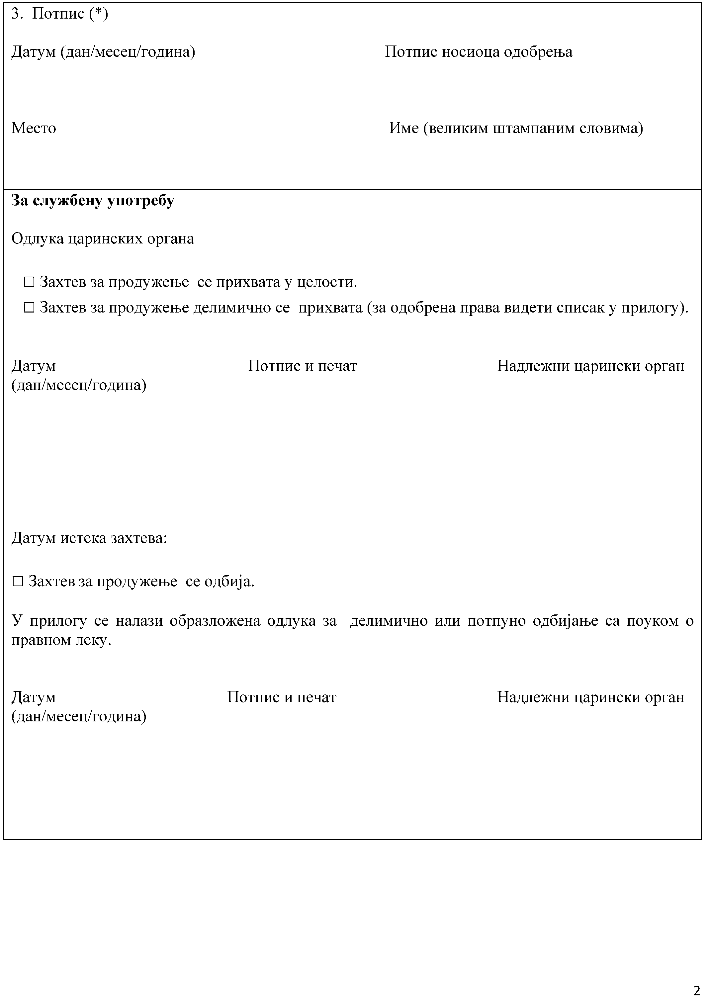 3. Потпис (*)
Датум (дан/месец/година) Потпис носиоца одобрења
Место Име (великим штампаним словима)
За службену употребу
Одлука царинских органа
☐ Захтев за продужење се прихвата у целости.
☐ Захтев за продужење делимично се прихвата (за одобрена права видети списак у прилогу).
Датум Потпис и печат Надлежни царински орган
(дан/месец/година)
Датум истека захтева:
☐ Захтев за продужење се одбија.
У прилогу се налази образложена одлука за делимично или потпуно одбијање са поуком о
правном леку.
Датум Потпис и печат Надлежни царински орган
(дан/месец/година)
2